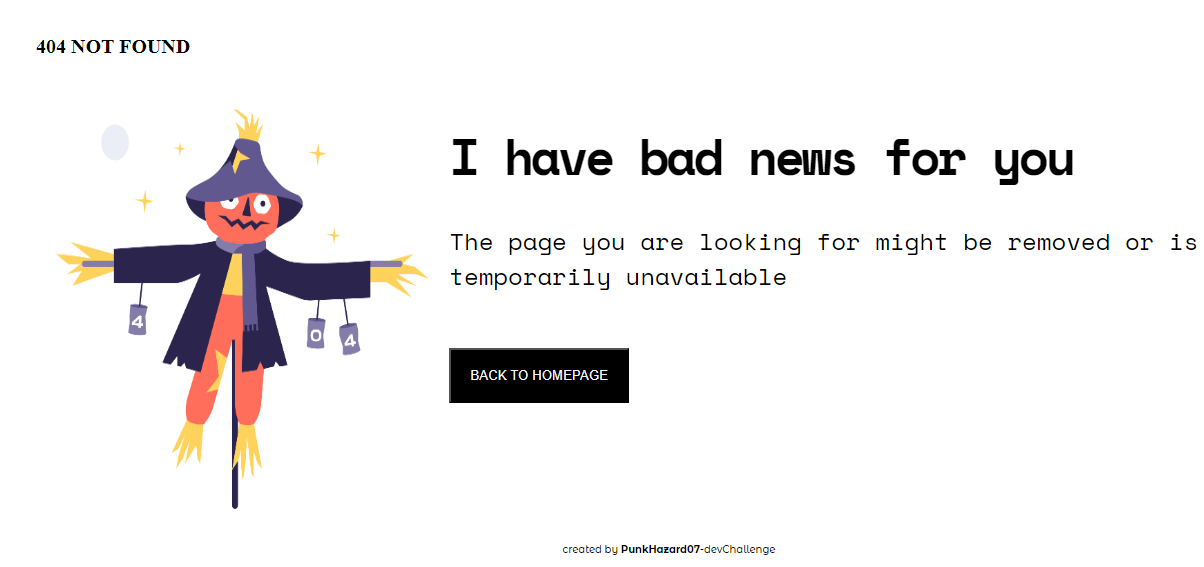 404 NOT FOUND
I have bad news for you
The page you are looking for might be removed or is
temporarily unavailable
4
0
4
BACK TO HOMEPAGE
created by PunkHazard07-devChallenge